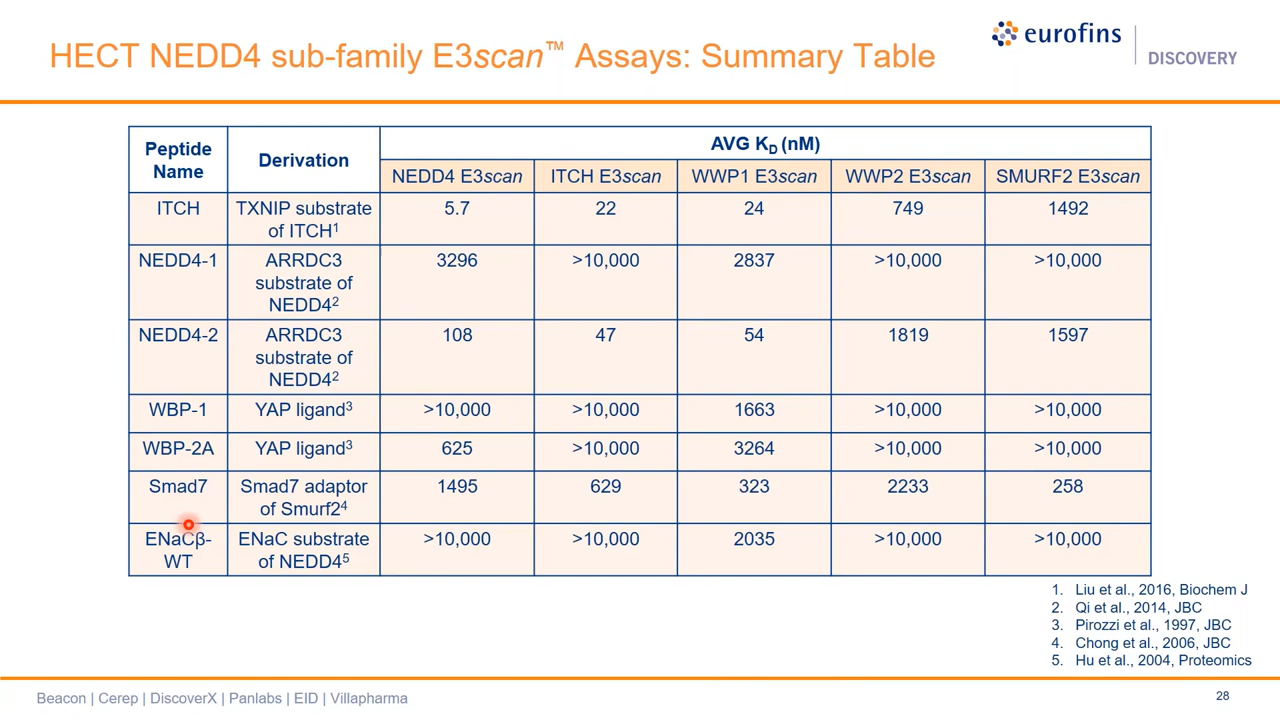 HECT NEDD4 sub-family E3scan™ Assays: Summary Table
eurofins
DISCOVERY
Peptide Name
Derivation
AVG KD (nM)
NEDD4 E3scan
ITCH E3scan
WWP1 E3scan
WWP2 E3scan
SMURF2 E3scan
ITCH
TXNIP substrate
of ITCH1
5.7
22
24
749
1492
NEDD4-1
ARRDC3
substrate of
NEDD42
3296
>10,000
2837
>10,000
>10,000
NEDD4-2
ARRDC3
substrate of
NEDD42
108
47
54
1819
1597
WBP-1
YAP ligand3
>10,000
>10,000
1663
>10,000
>10,000
WBP-2A
YAP ligand3
625
>10,000
3264
>10,000
>10,000
Smad7
Smad7 adaptor
of Smurf24
1495
629
323
2233
258
ENaCβ-
WT
ENaC substrate
of NEDD45
>10,000
>10,000
2035
>10,000
>10,000
1. Liu et al., 2016, Biochem J
2. Qi et al., 2014, JBC
3. Pirozzi et al., 1997, JBC
4. Chong et al., 2006, JBC
5. Hu et al., 2004, Proteomics
Beacon | Cerep | DiscoverX | Panlabs | EID | Villapharma
28